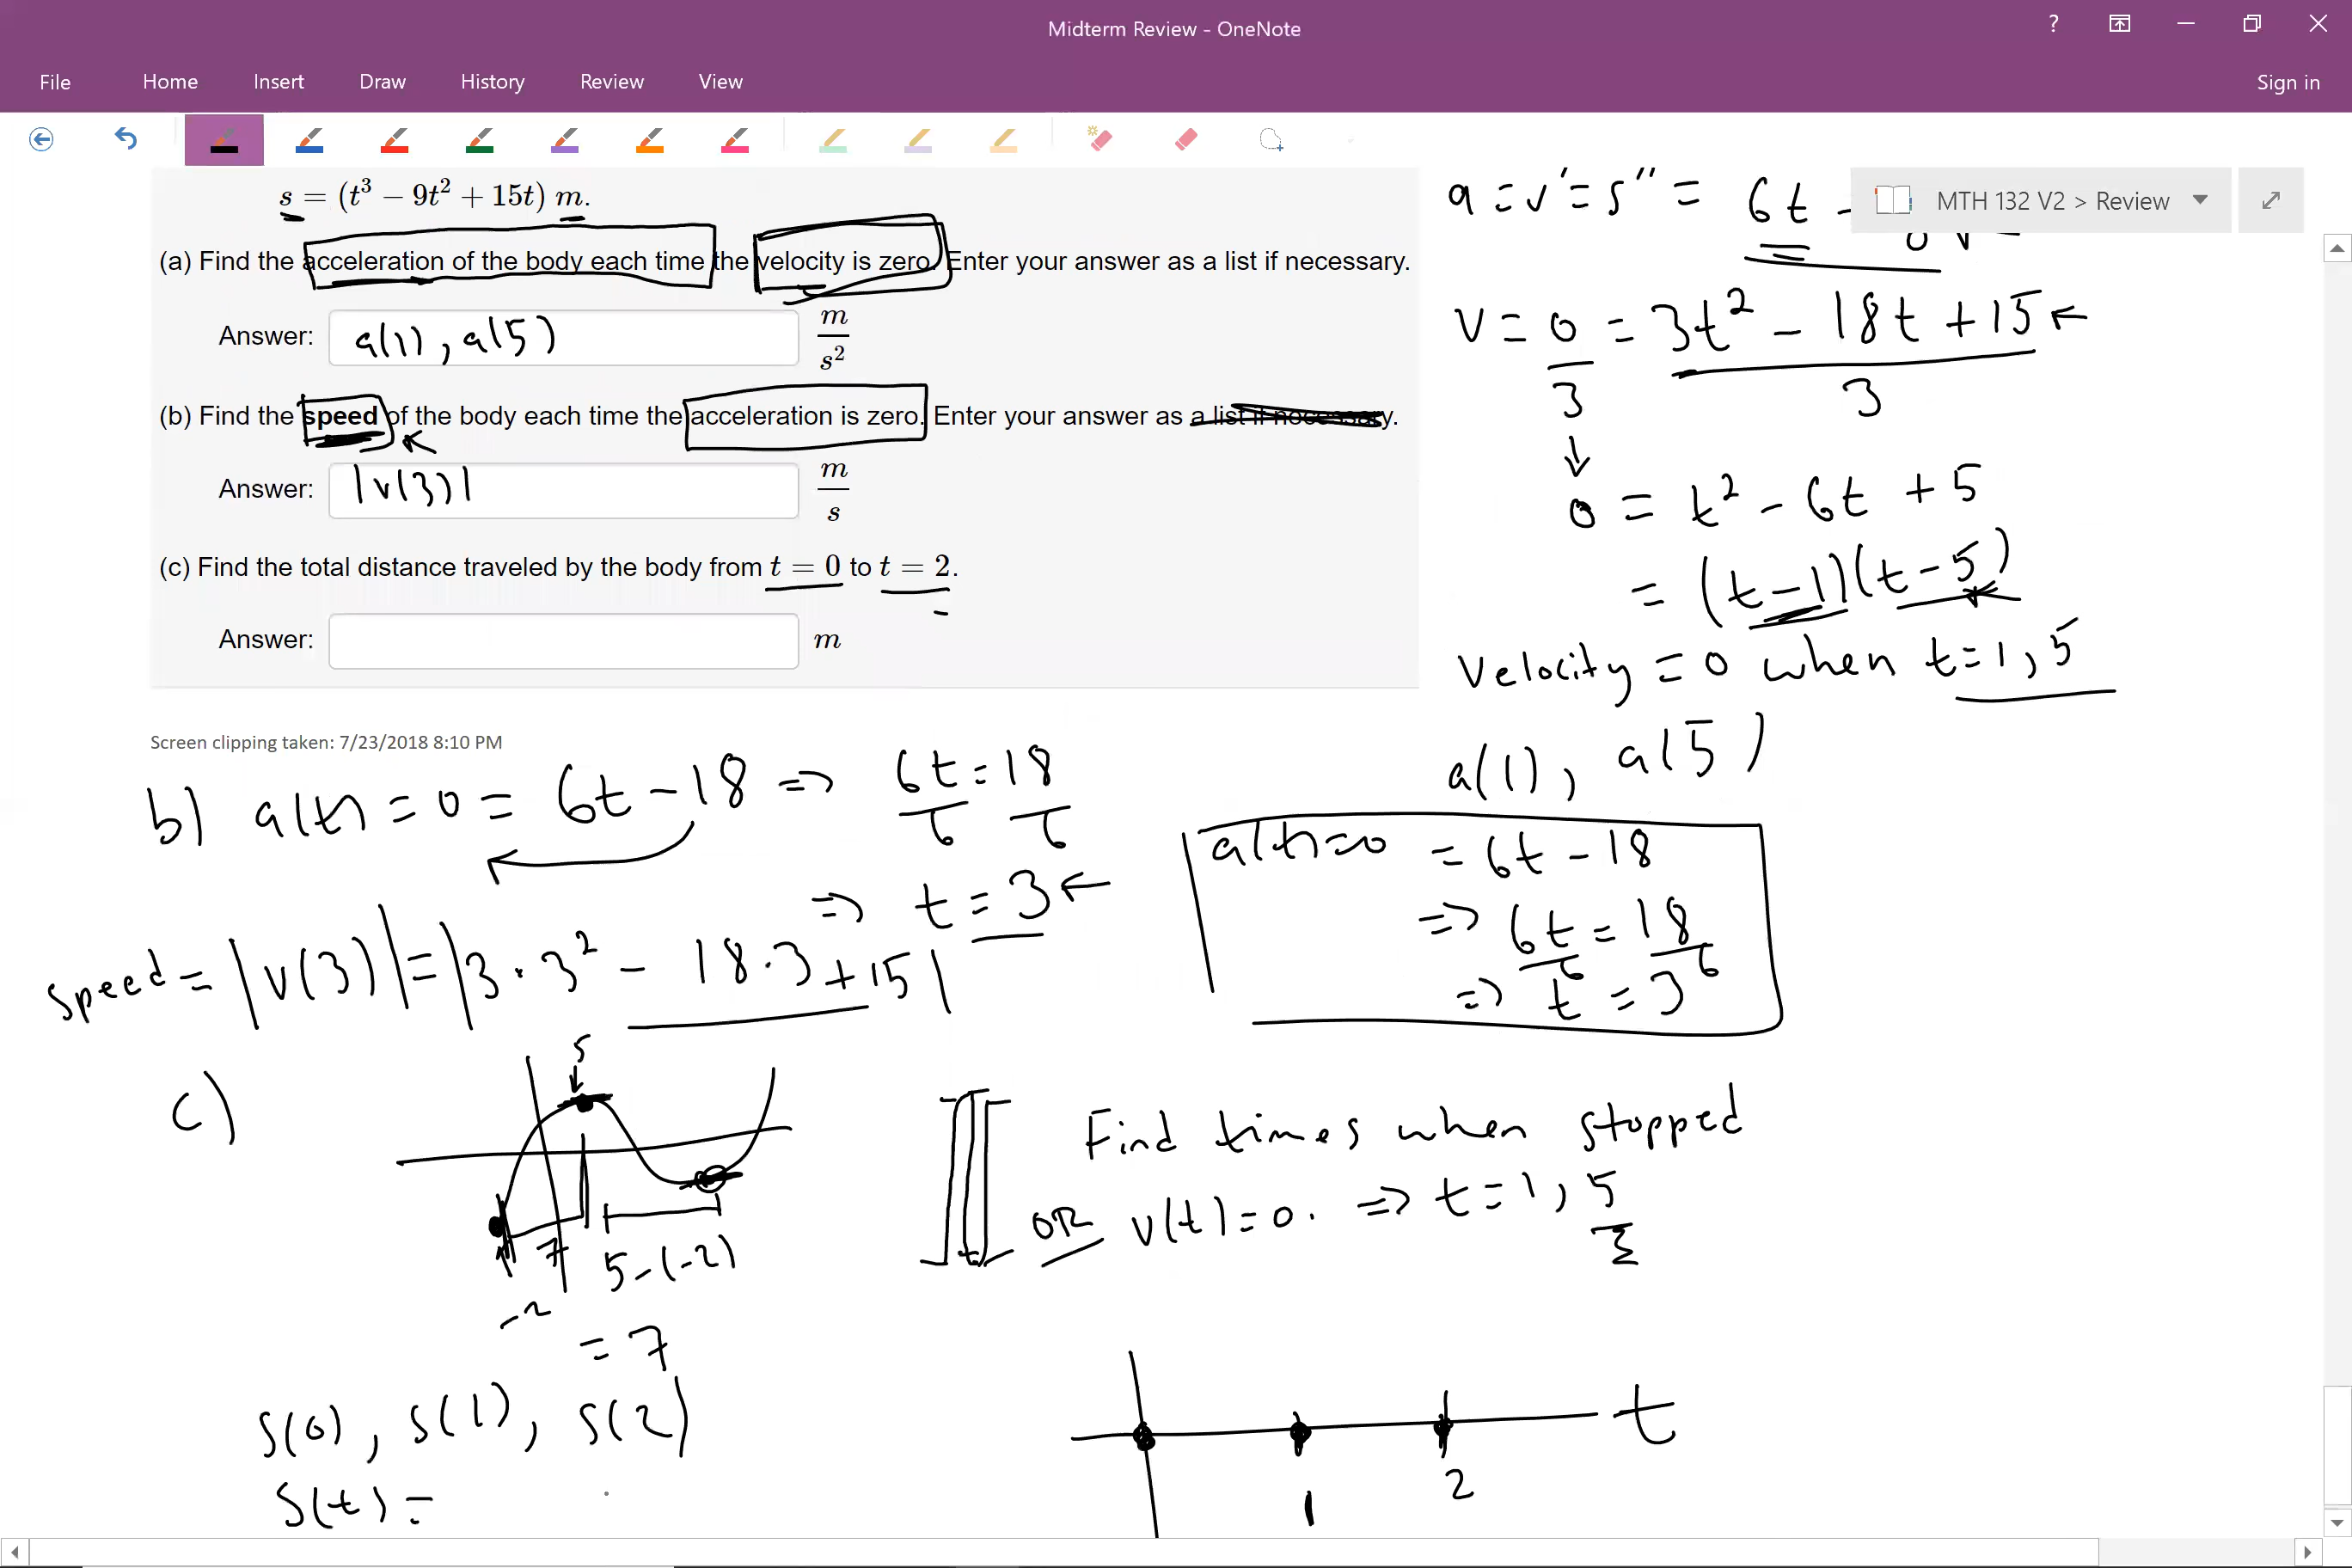 Midterm Review - OneNote
? 
File Home Insert Draw History Review View Sign in
s = (t³ − 9t² + 15t) m.
(a) Find the acceleration of the body each time the velocity is zero. Enter your answer as a list if necessary.
Answer: a(1), a(5) m/s²
(b) Find the speed of the body each time the acceleration is zero. Enter your answer as a list if necessary.
Answer: |v(3)| m/s
(c) Find the total distance traveled by the body from t = 0 to t = 2.
Answer: m
Screen clipping taken: 7/23/2018 8:10 PM
a = v' = s'' = 6t -
MTH 132 V2 > Review
v = 0 = 3t² - 18t + 15
3 3
0 = t² - 6t + 5
= (t-1)(t-5)
Velocity = 0 when t=1, 5
a(1), a(5)
a(t)=0 = 6t - 18
=> 6t = 18
6 6
=> t = 3
b) a(t) = 0 = 6t - 18 => 6t = 18
6 6
=> t = 3
Speed = |v(3)| = |3·3² - 18·3 + 15|
c)
5
7 5-(-2)
-2
= 7
Find times when stopped
OR v(t)=0. => t=1, 5
s(0), s(1), s(2)
s(t) =
t
1 2